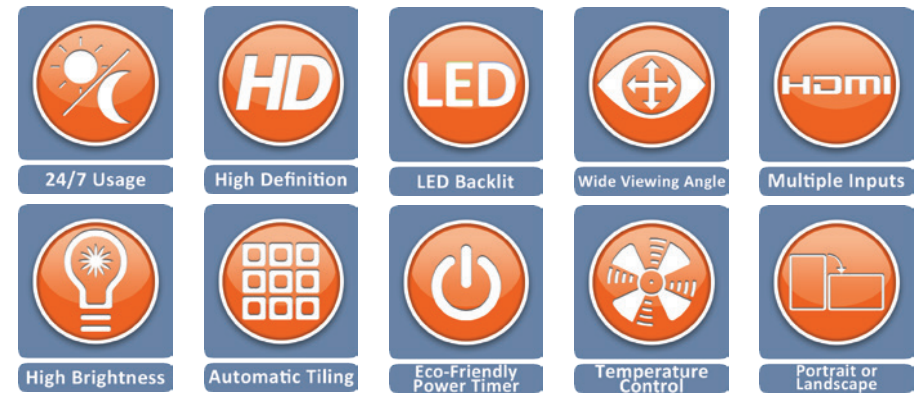 HD
LED
HDMI
24/7 Usage
High Definition
LED Backlit
Wide Viewing Angle
Multiple Inputs
High Brightness
Automatic Tiling
Eco-Friendly
Power Timer
Temperature
Control
Portrait or
Landscape